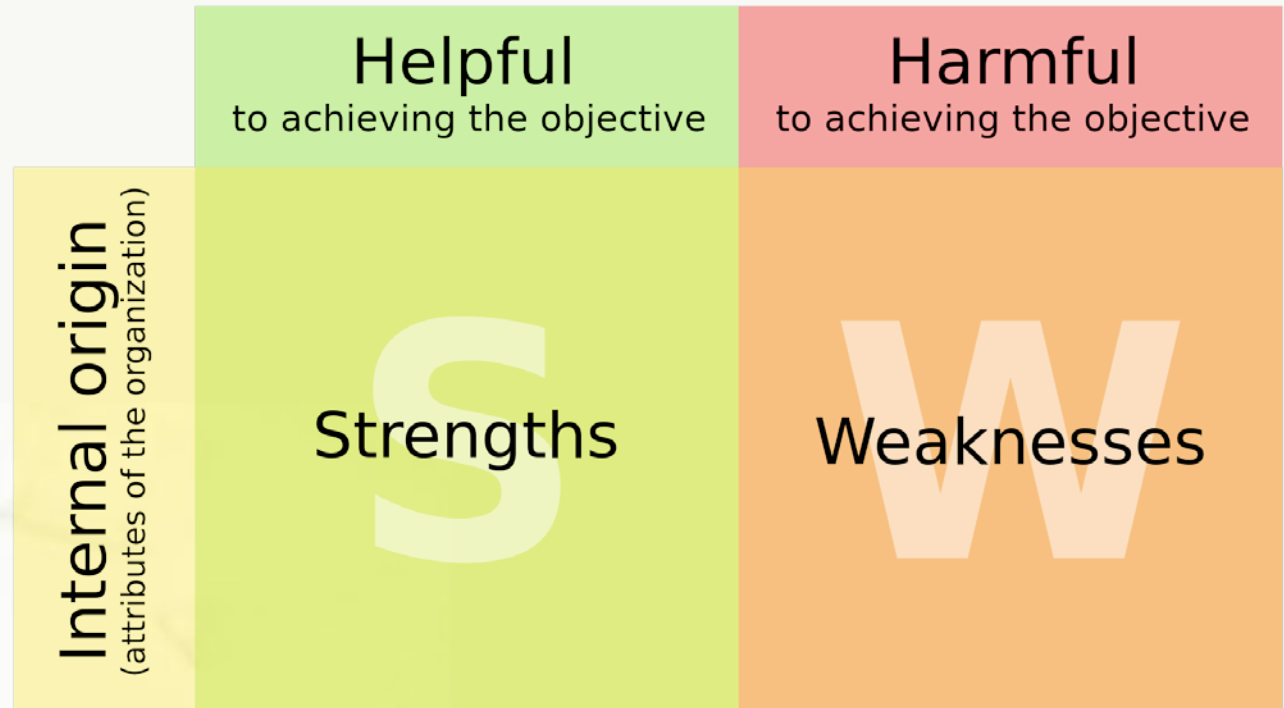 Helpful
to achieving the objective
Harmful
to achieving the objective
Internal origin
(attributes of the organization)
S
Strengths
W
Weaknesses